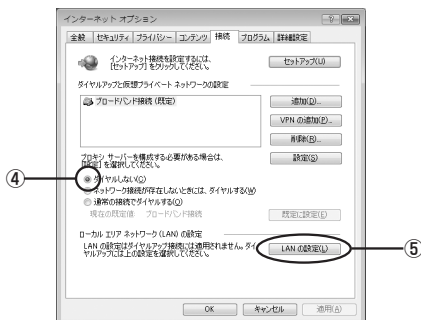 インターネット オプション
全般 セキュリティ プライバシー コンテンツ 接続 プログラム 詳細設定
インターネット接続を設定するには、
[セットアップ] をクリックしてください。
セットアップ(U)
ダイヤルアップと仮想プライベート ネットワークの設定
ブロードバンド接続 (既定)
追加(D)...
VPN の追加(P)...
削除(R)...
プロキシ サーバーを構成する必要がある場合は、
[設定] を選択してください。
設定(S)
④
ダイヤルしない(C)
ネットワーク接続が存在しないときには、ダイヤルする(W)
通常の接続でダイヤルする(O)
現在の既定値: ブロードバンド接続
既定に設定(E)
ローカル エリア ネットワーク (LAN) の設定
LAN の設定はダイヤルアップ接続には適用されません。ダイ
ヤルアップには上の設定を選択してください。
LAN の設定(L)
⑤
OK
キャンセル
適用(A)